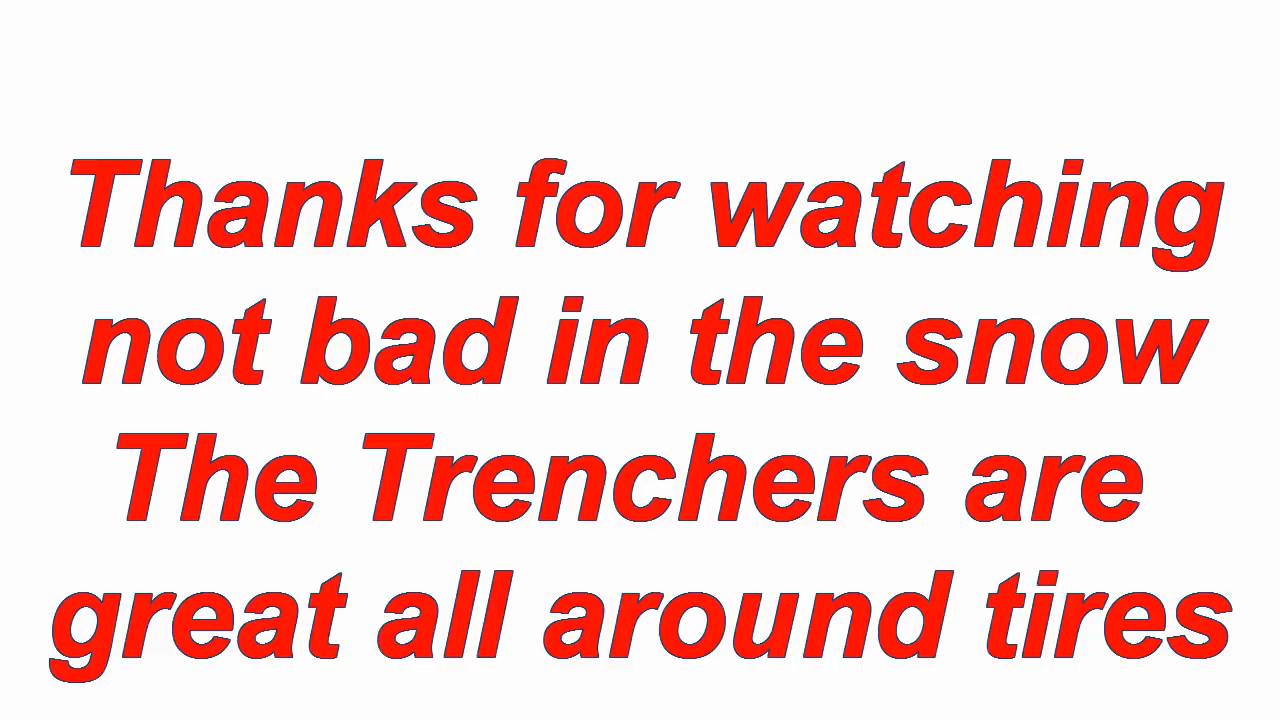 Thanks for watching
not bad in the snow
The Trenchers are
great all around tires